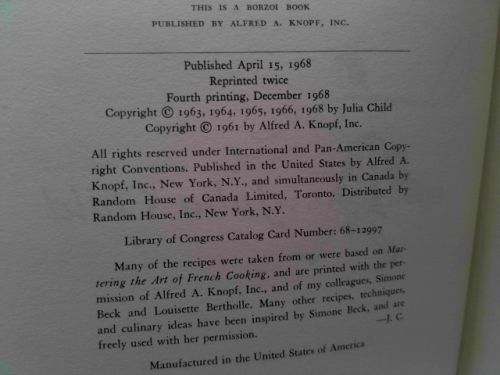 THIS IS A BORZOI BOOK
PUBLISHED BY ALFRED A. KNOPF, INC.
Published April 15, 1968
Reprinted twice
Fourth printing, December 1968
Copyright © 1963, 1964, 1965, 1966, 1968 by Julia Child
Copyright © 1961 by Alfred A. Knopf, Inc.
All rights reserved under International and Pan-American Copy-
right Conventions. Published in the United States by Alfred A.
Knopf, Inc., New York, N.Y., and simultaneously in Canada by
Random House of Canada Limited, Toronto. Distributed by
Random House, Inc., New York, N.Y.
Library of Congress Catalog Card Number: 68-12997
Many of the recipes were taken from or were based on Mas-
tering the Art of French Cooking, and are printed with the per-
mission of Alfred A. Knopf, Inc., and of my colleagues, Simone
Beck and Louisette Bertholle. Many other recipes, techniques,
and culinary ideas have been inspired by Simone Beck, and are
freely used with her permission. —J. C.
Manufactured in the United States of America